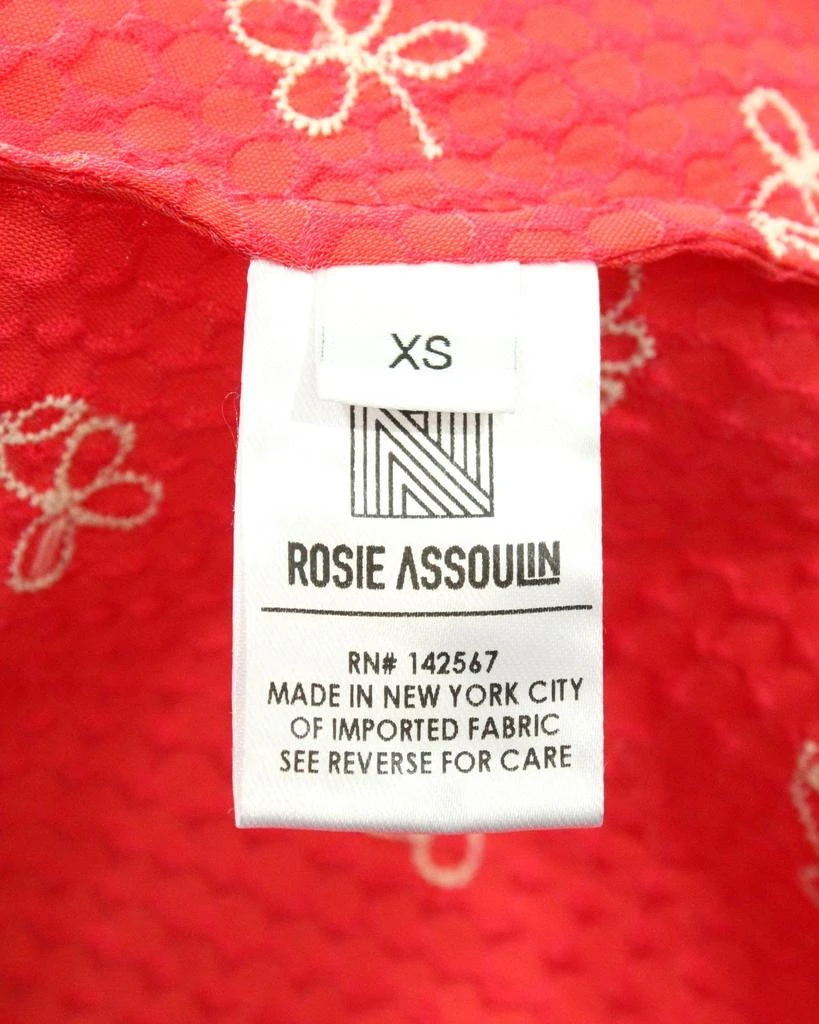 XS
ROSIE ASSOULIN
RN# 142567
MADE IN NEW YORK CITY
OF IMPORTED FABRIC
SEE REVERSE FOR CARE